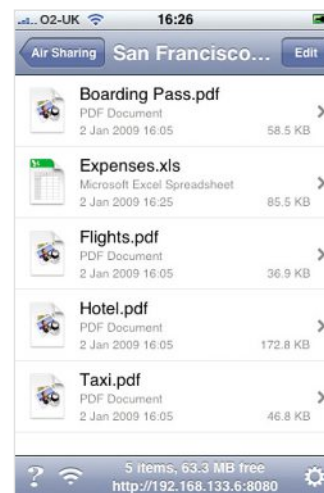 O2-UK 16:26
Air Sharing San Francisco... Edit
Boarding Pass.pdf
PDF Document
2 Jan 2009 16:05 58.5 KB
Expenses.xls
Microsoft Excel Spreadsheet
2 Jan 2009 16:25 85.5 KB
Flights.pdf
PDF Document
2 Jan 2009 16:05 36.9 KB
Hotel.pdf
PDF Document
2 Jan 2009 16:05 172.8 KB
Taxi.pdf
PDF Document
2 Jan 2009 16:05 46.8 KB
5 items, 63.3 MB free
? http://192.168.133.6:8080